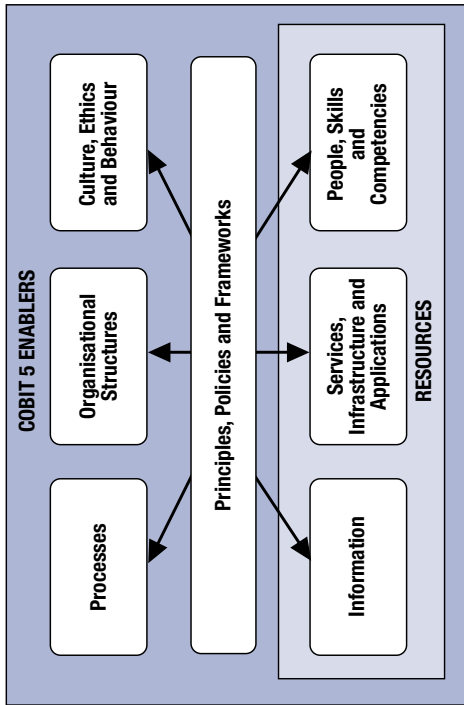 COBIT 5 ENABLERS
Processes
Organisational
Structures
Culture, Ethics
and Behaviour
Principles, Policies and Frameworks
Information
Services,
Infrastructure and
Applications
People, Skills
and
Competencies
RESOURCES